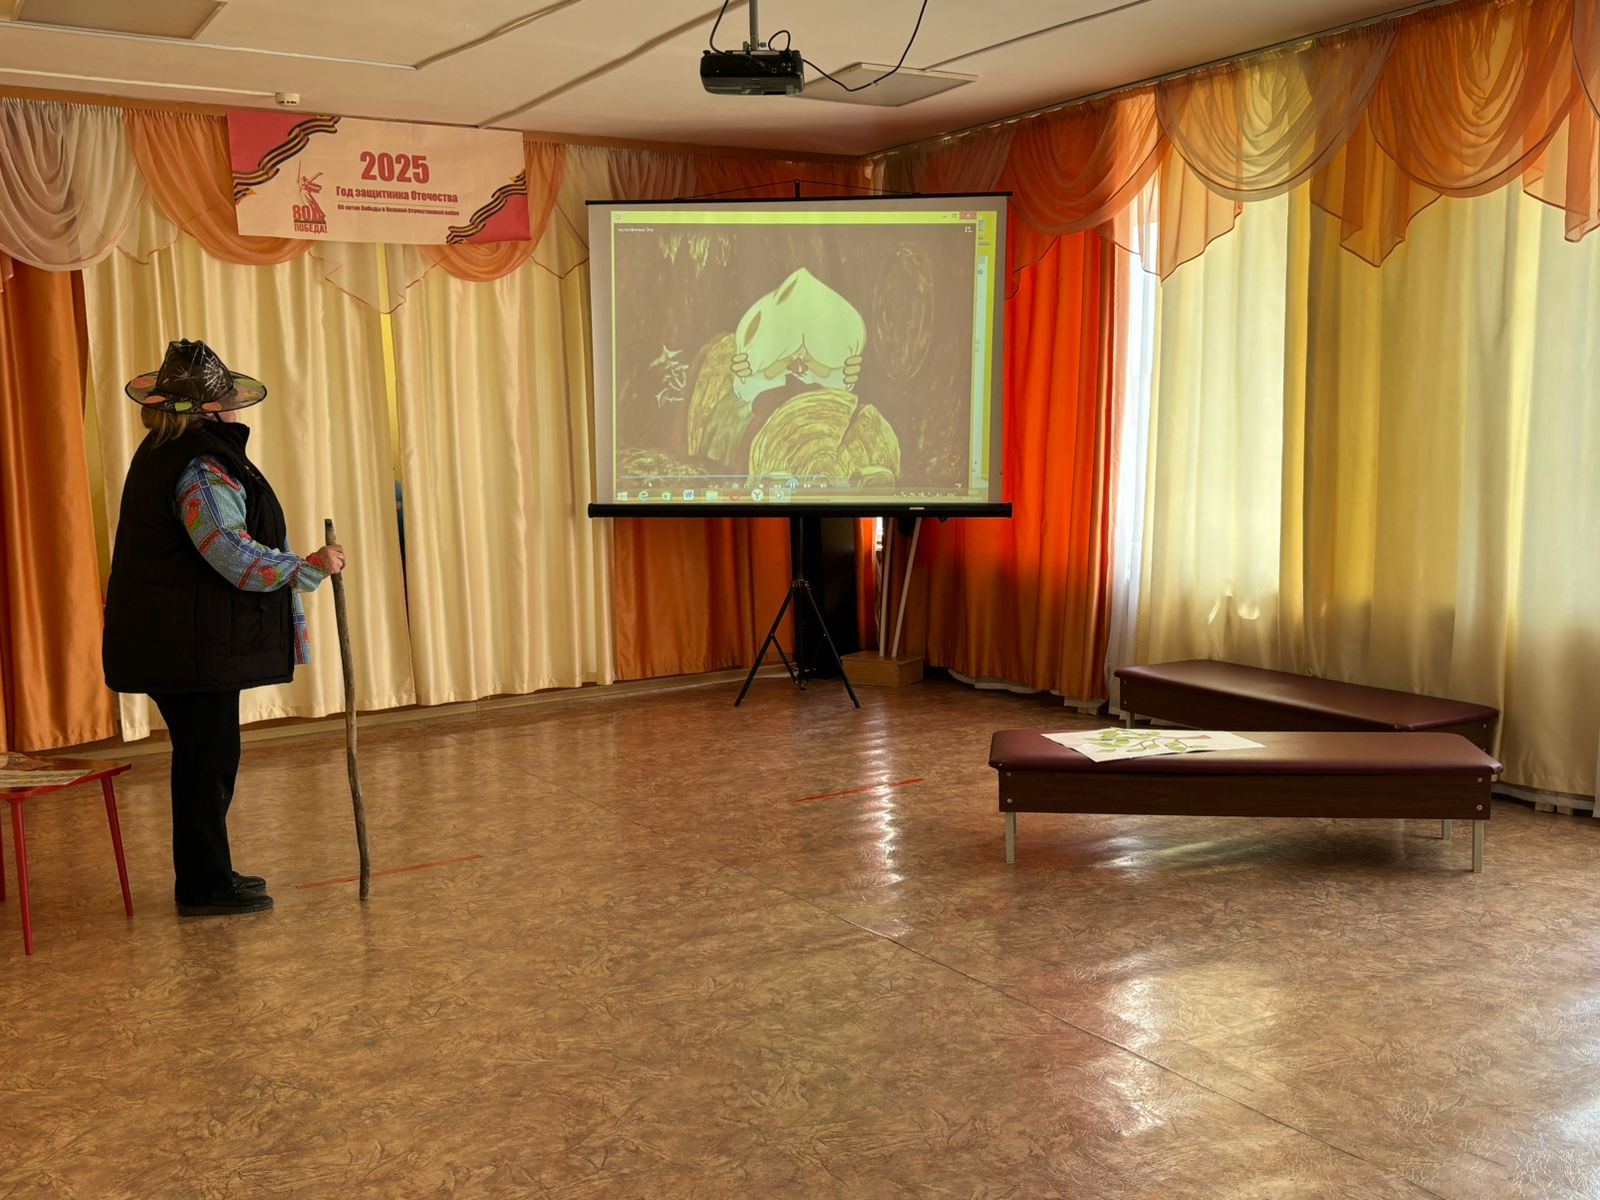 2025
Год защитника Отечества
80-летие Победы в Великой Отечественной войне
80
ПОБЕДА!